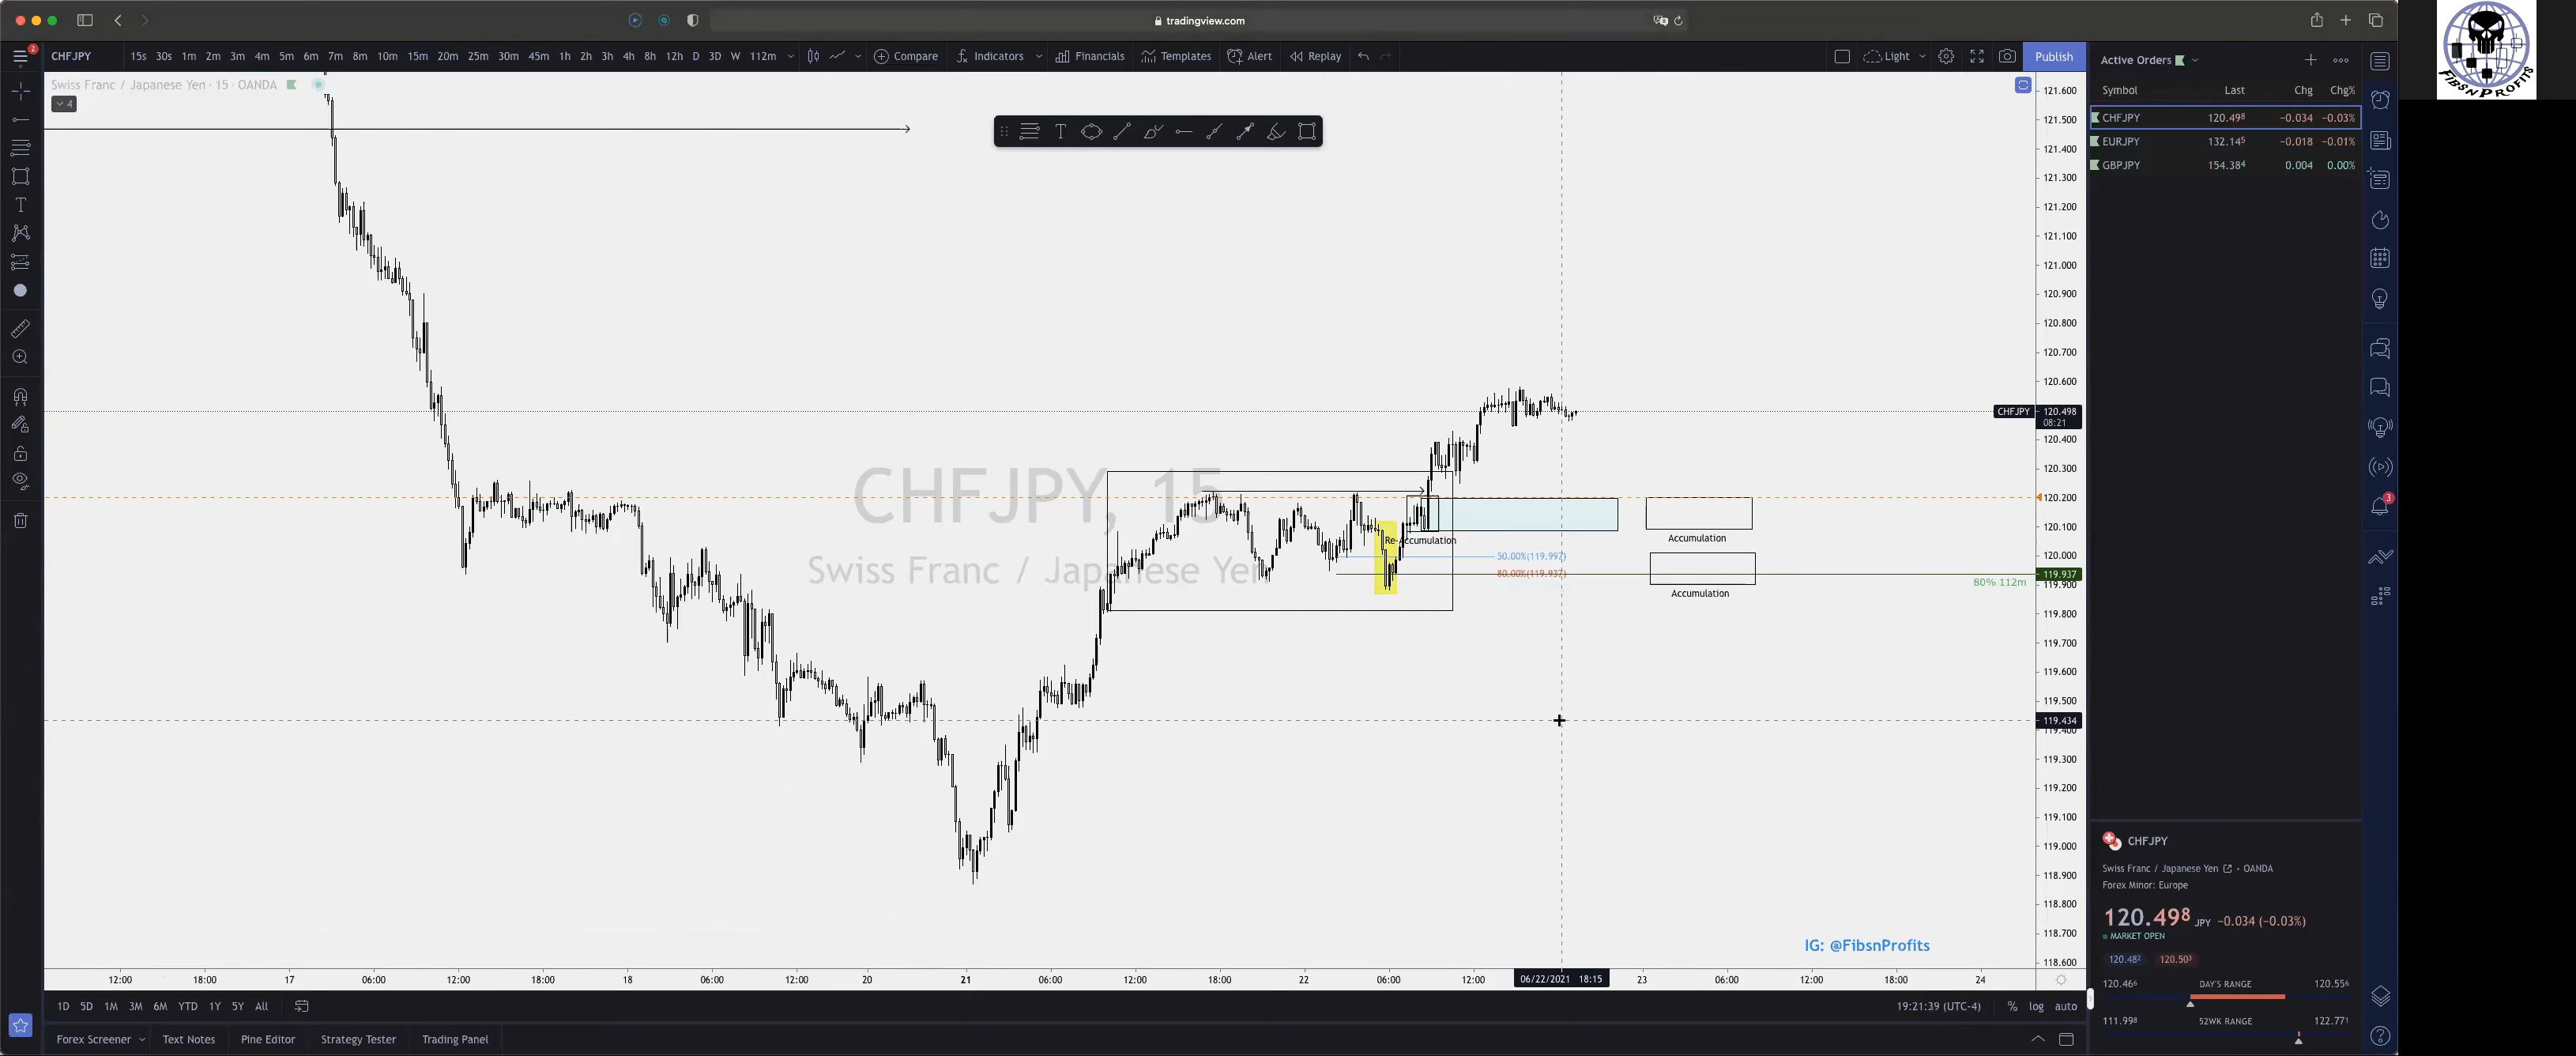 tradingview.com
FIBSNPROFITS
2
CHFJPY 15s 30s 1m 2m 3m 4m 5m 6m 7m 8m 10m 15m 20m 25m 30m 45m 1h 2h 3h 4h 8h 12h D 3D W 112m Compare Indicators Financials Templates Alert Replay Light Publish
Active Orders
Symbol Last Chg Chg%
CHFJPY 120.498 −0.034 −0.03%
EURJPY 132.145 −0.018 −0.01%
GBPJPY 154.384 0.004 0.00%
Swiss Franc / Japanese Yen · 15 · OANDA
4
121.600
121.500
121.400
121.300
121.200
121.100
121.000
120.900
120.800
120.700
120.600
CHFJPY 120.498
08:21
120.400
120.300
120.200
120.100
120.000
119.937
119.900
119.800
119.700
119.600
119.500
119.434
119.400
119.300
119.200
119.100
119.000
118.900
118.800
118.700
118.600
CHFJPY, 15
Swiss Franc / Japanese Yen
Re-Accumulation
50.00%(119.997)
80.00%(119.937)
Accumulation
Accumulation
80% 112m
3
IG: @FibsnProfits
12:00 18:00 17 06:00 12:00 18:00 18 06:00 12:00 20 21 06:00 12:00 18:00 22 06:00 12:00 06/22/2021 18:15 23 06:00 12:00 18:00 24
1D 5D 1M 3M 6M YTD 1Y 5Y All 19:21:39 (UTC-4) % log auto
Forex Screener Text Notes Pine Editor Strategy Tester Trading Panel
CHFJPY
Swiss Franc / Japanese Yen • OANDA
Forex Minor: Europe
120.498 JPY −0.034 (−0.03%)
MARKET OPEN
120.482 120.503
120.466 DAY'S RANGE 120.556
111.998 52WK RANGE 122.771